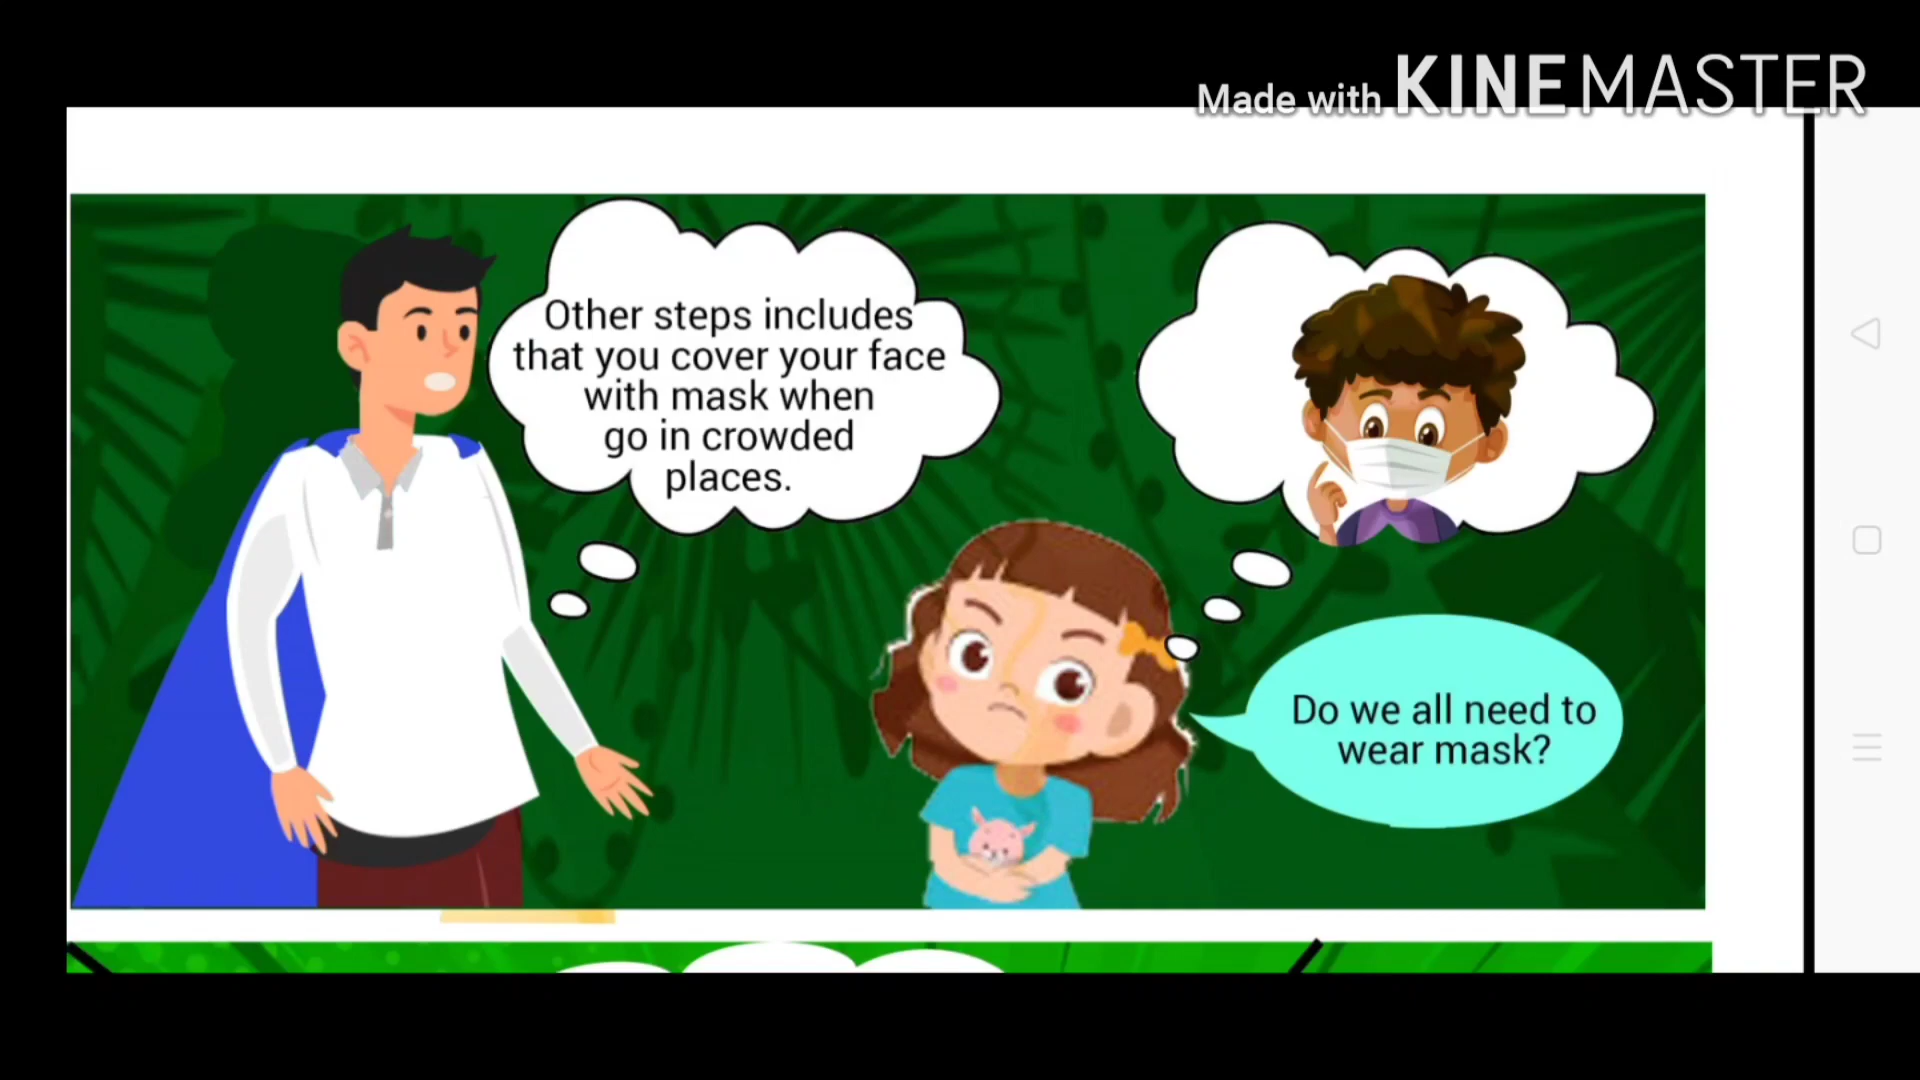 Made with KINEMASTER
Other steps includes
that you cover your face
with mask when
go in crowded
places.
Do we all need to
wear mask?